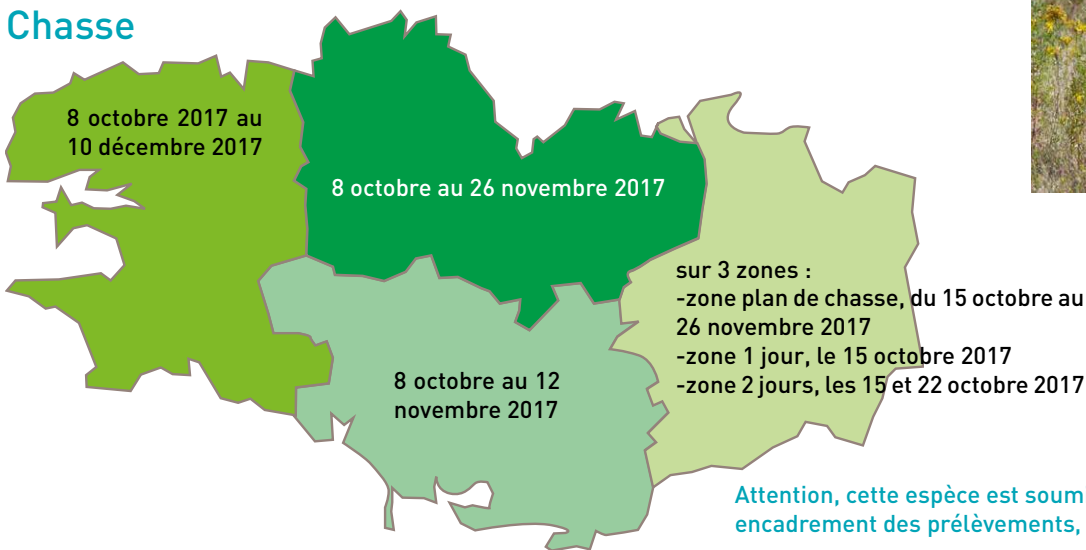 Chasse
8 octobre 2017 au
10 décembre 2017
8 octobre au 26 novembre 2017
sur 3 zones :
-zone plan de chasse, du 15 octobre au
26 novembre 2017
-zone 1 jour, le 15 octobre 2017
-zone 2 jours, les 15 et 22 octobre 2017
8 octobre au 12
novembre 2017
Attention, cette espèce est soum
encadrement des prélèvements,